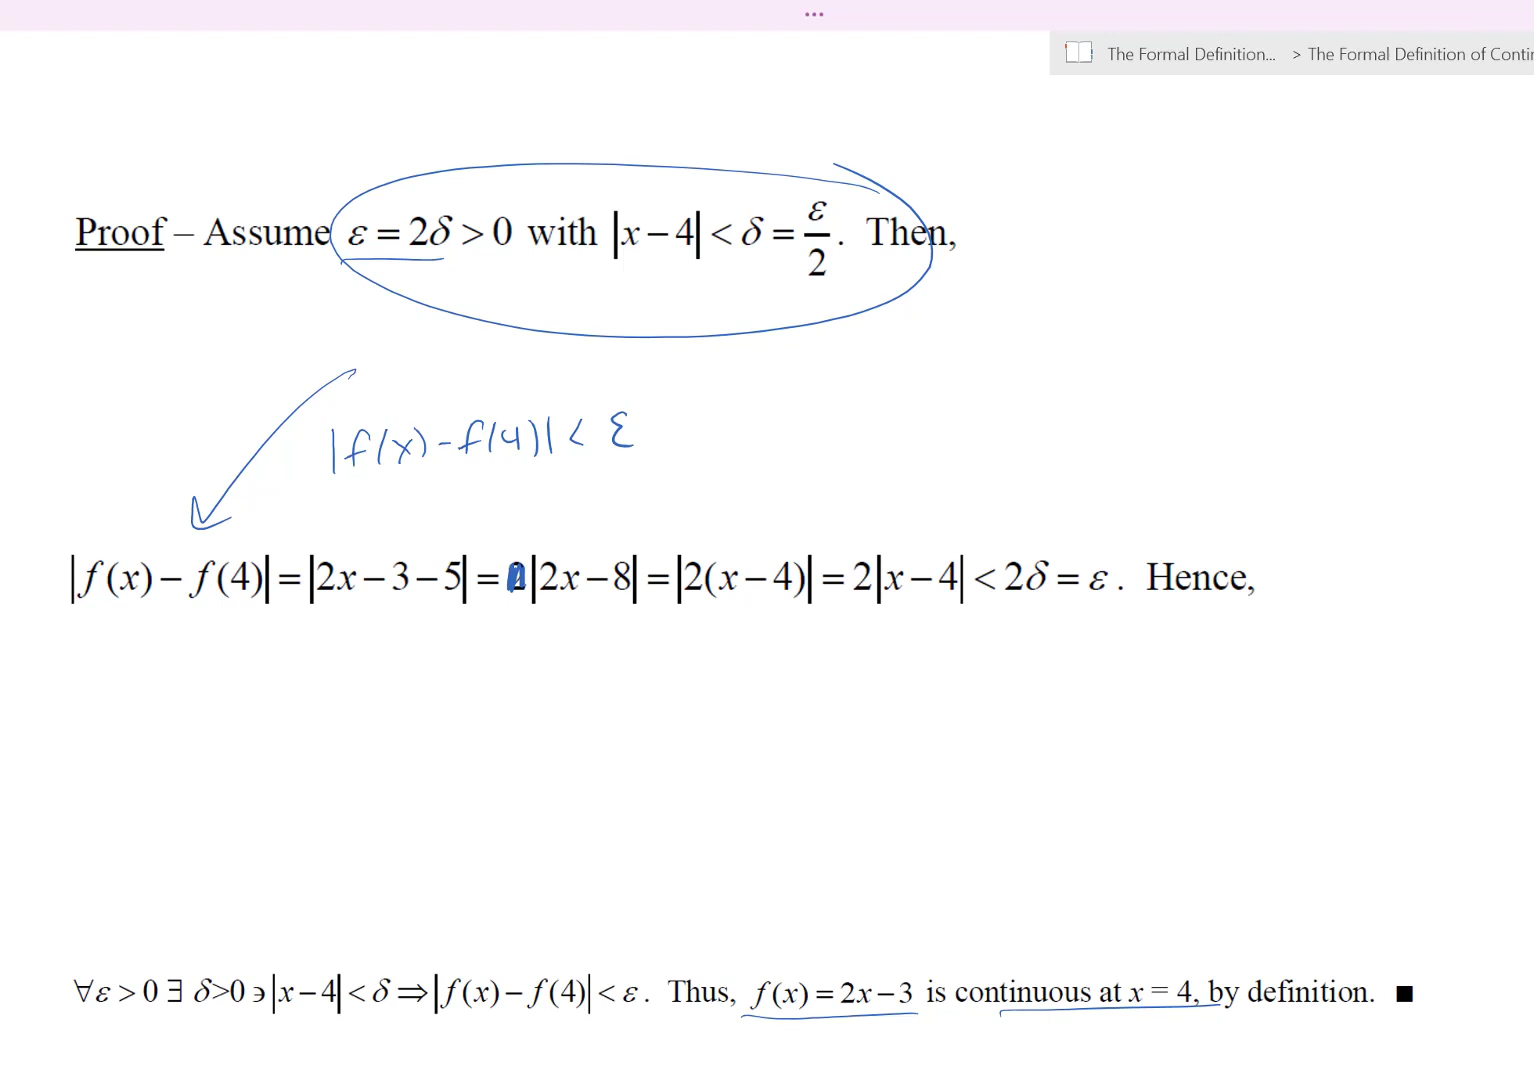 •••
The Formal Definition... > The Formal Definition of Contin
Proof – Assume ε = 2δ > 0 with |x − 4| < δ = ε/2. Then,
|f(x) - f(4)| < ε
|f(x) − f(4)| = |2x − 3 − 5| = |2x − 8| = |2(x − 4)| = 2|x − 4| < 2δ = ε. Hence,
∀ε > 0 ∃ δ>0 ∍ |x − 4| < δ ⇒ |f(x) − f(4)| < ε. Thus, f(x) = 2x − 3 is continuous at x = 4, by definition. ■